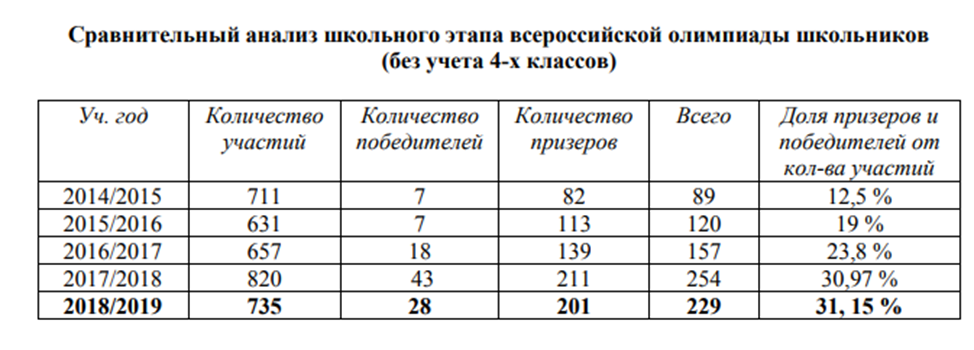 Сравнительный анализ школьного этапа всероссийской олимпиады школьников
(без учета 4-х классов)
Уч. год Количество участий Количество победителей Количество призеров Всего Доля призеров и победителей от кол-ва участий
2014/2015 711 7 82 89 12,5 %
2015/2016 631 7 113 120 19 %
2016/2017 657 18 139 157 23,8 %
2017/2018 820 43 211 254 30,97 %
2018/2019 735 28 201 229 31, 15 %